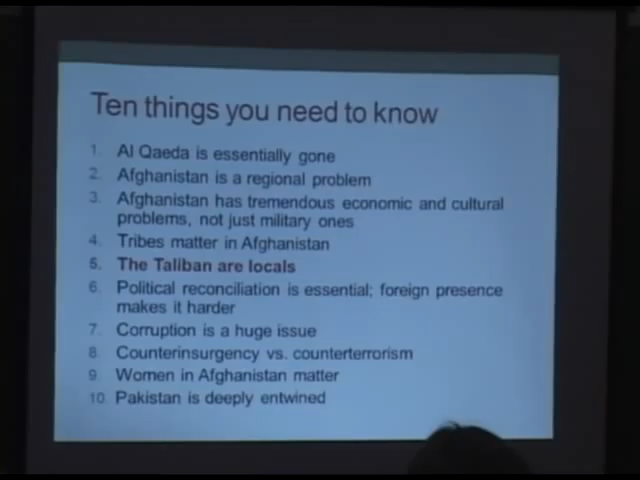 Ten things you need to know
1. Al Qaeda is essentially gone
2. Afghanistan is a regional problem
3. Afghanistan has tremendous economic and cultural
problems, not just military ones
4. Tribes matter in Afghanistan
5. The Taliban are locals
6. Political reconciliation is essential; foreign presence
makes it harder
7. Corruption is a huge issue
8. Counterinsurgency vs. counterterrorism
9. Women in Afghanistan matter
10. Pakistan is deeply entwined